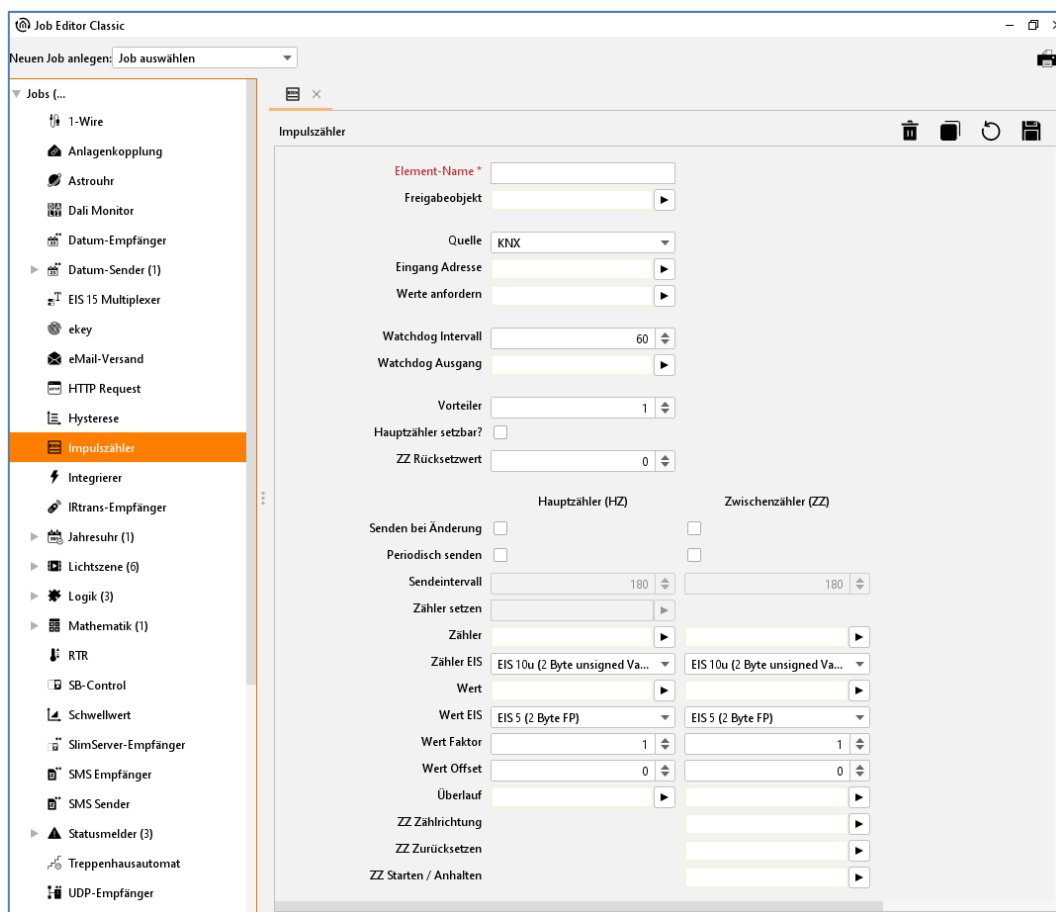 Job Editor Classic
Neuen Job anlegen: Job auswählen
Jobs (...
1-Wire
Anlagenkopplung
Astrouhr
Dali Monitor
Datum-Empfänger
Datum-Sender (1)
EIS 15 Multiplexer
ekey
eMail-Versand
HTTP Request
Hysterese
Impulszähler
Integrierer
IRtrans-Empfänger
Jahresuhr (1)
Lichtszene (6)
Logik (3)
Mathematik (1)
RTR
SB-Control
Schwellwert
SlimServer-Empfänger
SMS Empfänger
SMS Sender
Statusmelder (3)
Treppenhausautomat
UDP-Empfänger
Impulszähler
Element-Name *
Freigabeobjekt
Quelle KNX
Eingang Adresse
Werte anfordern
Watchdog Intervall 60
Watchdog Ausgang
Vorteiler 1
Hauptzähler setzbar?
ZZ Rücksetzwert 0
Hauptzähler (HZ) Zwischenzähler (ZZ)
Senden bei Änderung
Periodisch senden
Sendeintervall 180 180
Zähler setzen
Zähler
Zähler EIS EIS 10u (2 Byte unsigned Va... EIS 10u (2 Byte unsigned Va...
Wert
Wert EIS EIS 5 (2 Byte FP) EIS 5 (2 Byte FP)
Wert Faktor 1 1
Wert Offset 0 0
Überlauf
ZZ Zählrichtung
ZZ Zurücksetzen
ZZ Starten / Anhalten